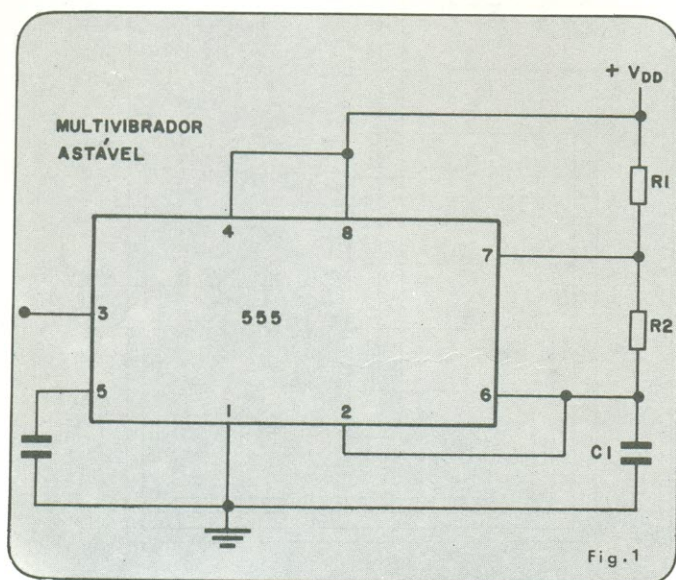 + VDD
MULTIVIBRADOR
ASTÁVEL
R1
4
8
7
3
555
R2
5
6
1
2
C1
Fig.1